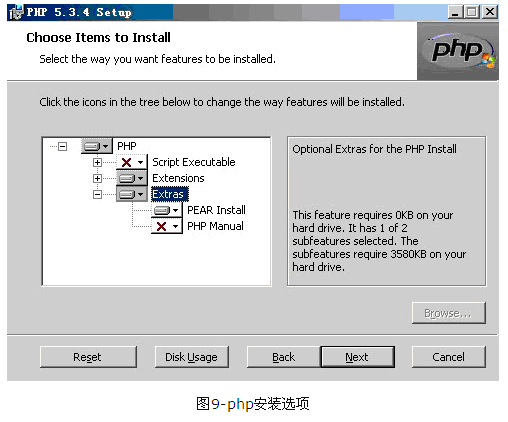 PHP 5.3.4 Setup
Choose Items to Install
Select the way you want features to be installed.
php
Click the icons in the tree below to change the way features will be installed.
PHP
Script Executable
Extensions
Extras
PEAR Install
PHP Manual
Optional Extras for the PHP Install
This feature requires 0KB on your
hard drive. It has 1 of 2
subfeatures selected. The
subfeatures require 3580KB on your
hard drive.
Browse...
Reset
Disk Usage
Back
Next
Cancel
图9-php安装选项